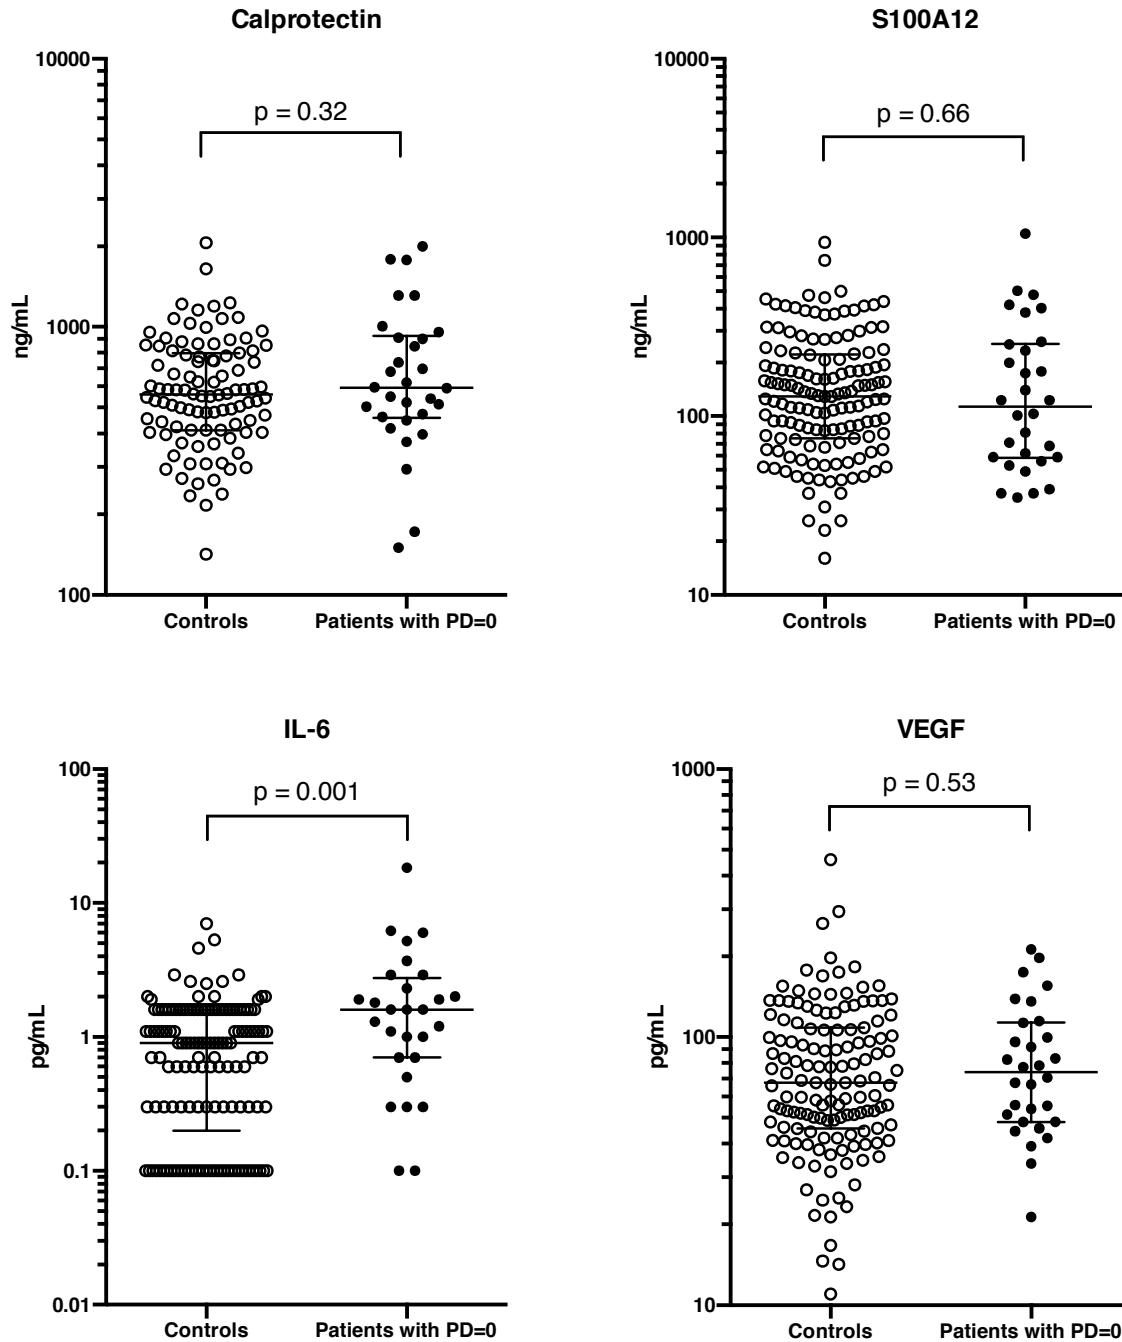 Calprotectin
10000
1000
100
ng/mL
p = 0.32
Controls
Patients with PD=0
S100A12
10000
1000
100
10
ng/mL
p = 0.66
Controls
Patients with PD=0
IL-6
100
10
1
0.1
0.01
pg/mL
p = 0.001
Controls
Patients with PD=0
VEGF
1000
100
10
pg/mL
p = 0.53
Controls
Patients with PD=0